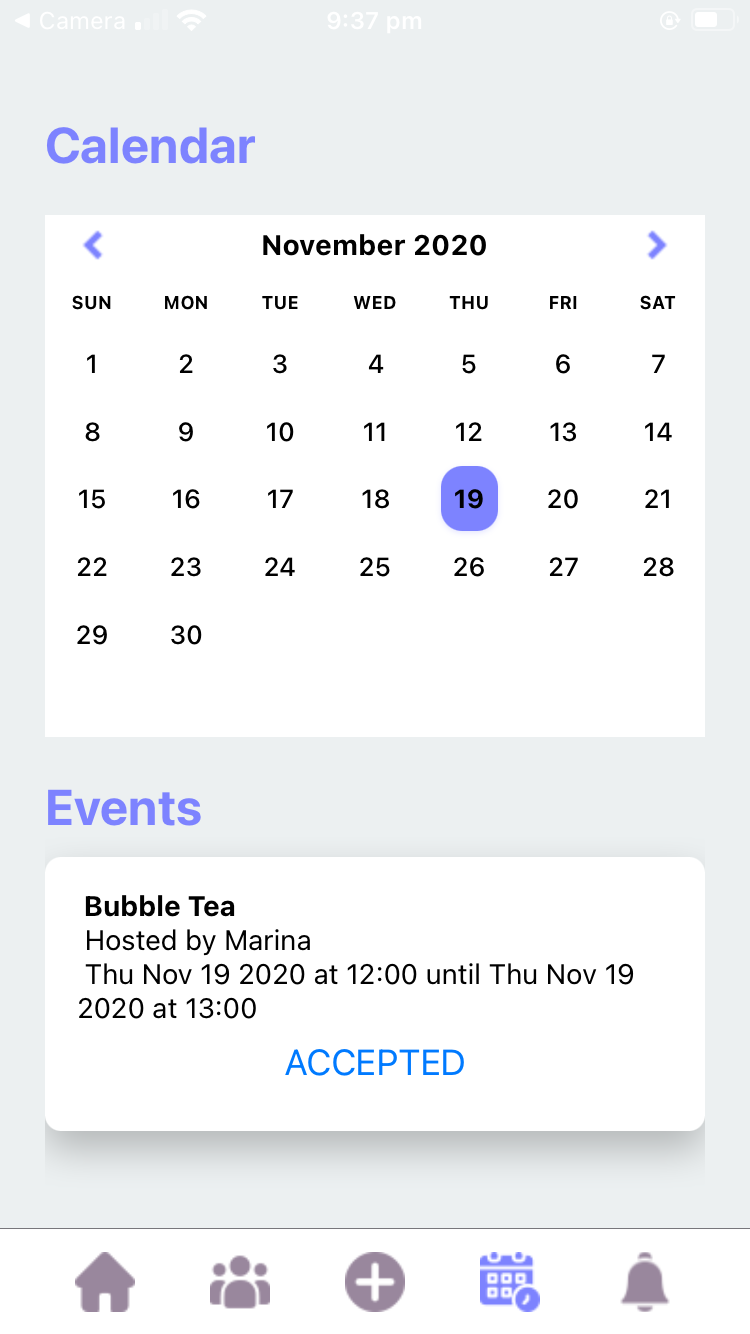 Camera 9:37 pm
Calendar
November 2020
SUN MON TUE WED THU FRI SAT
1 2 3 4 5 6 7
8 9 10 11 12 13 14
15 16 17 18 19 20 21
22 23 24 25 26 27 28
29 30
Events
Bubble Tea
Hosted by Marina
Thu Nov 19 2020 at 12:00 until Thu Nov 19
2020 at 13:00
ACCEPTED